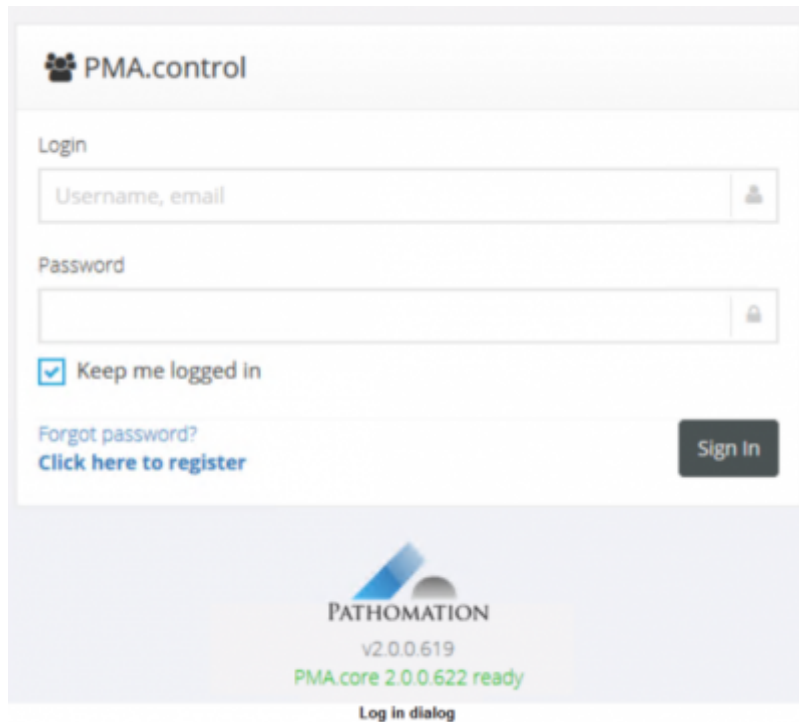 PMA.control
Login
Username, email
Password
Keep me logged in
Forgot password?
Click here to register
Sign In
PATHOMATION
v2.0.0.619
PMA.core 2.0.0.622 ready
Log in dialog